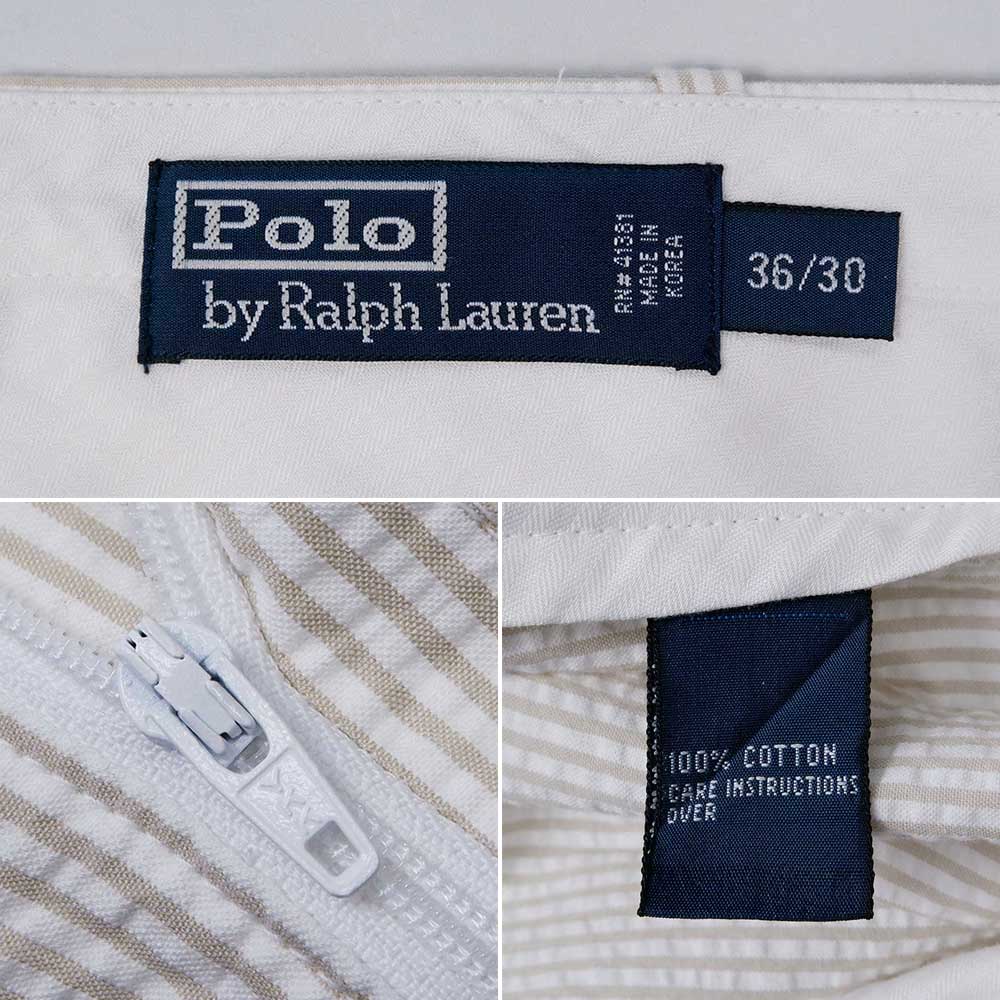 Polo
by Ralph Lauren
RN# 41381
MADE IN
KOREA
36/30
100% COTTON
CARE INSTRUCTIONS
OVER